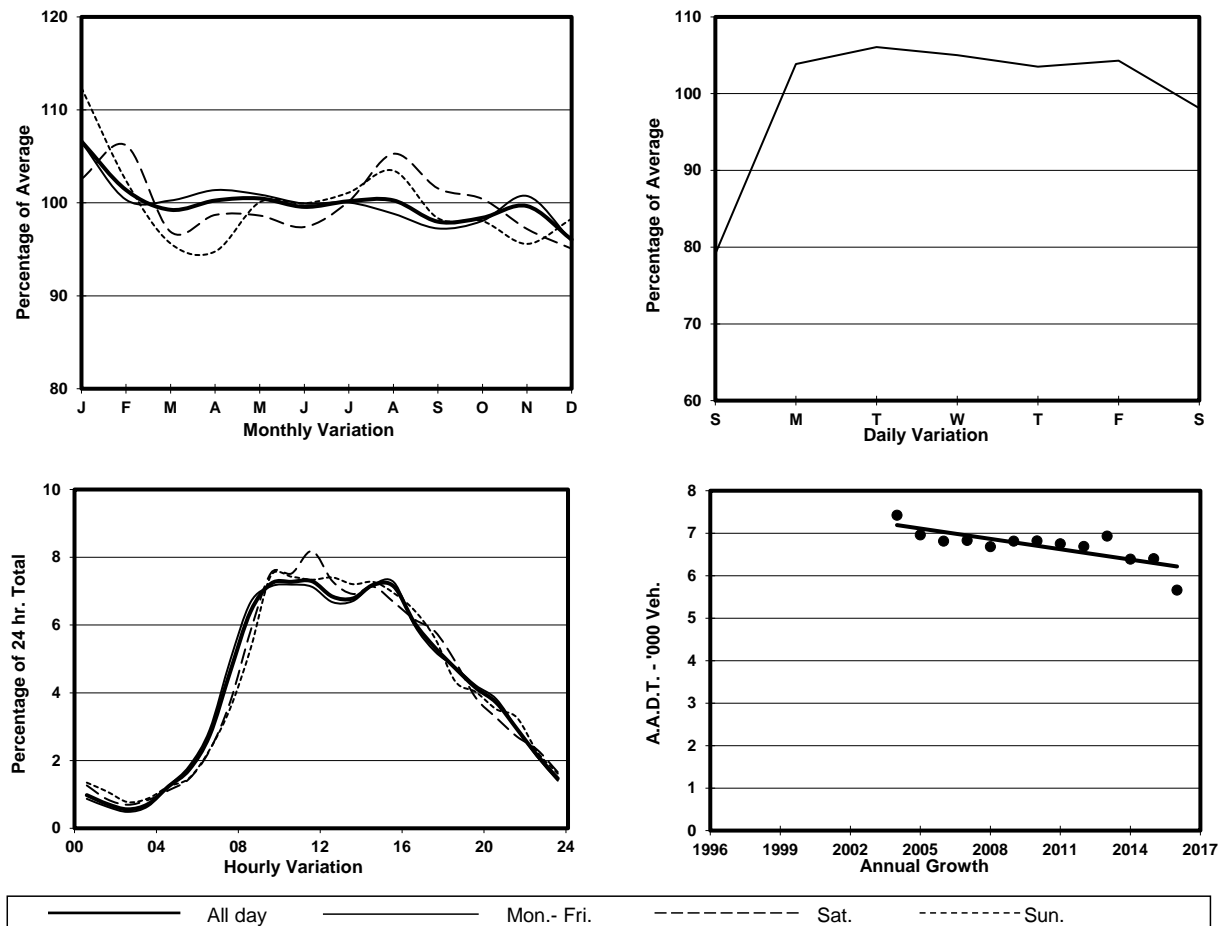 120
110
100
90
80
Percentage of Average
J F M A M J J A S O N D
Monthly Variation
110
100
90
80
70
60
Percentage of Average
S M T W T F S
Daily Variation
10
8
6
4
2
0
Percentage of 24 hr. Total
00 04 08 12 16 20 24
Hourly Variation
8
7
6
5
4
3
2
1
0
A.A.D.T. - '000 Veh.
1996 1999 2002 2005 2008 2011 2014 2017
Annual Growth
All day Mon.- Fri. Sat. Sun.